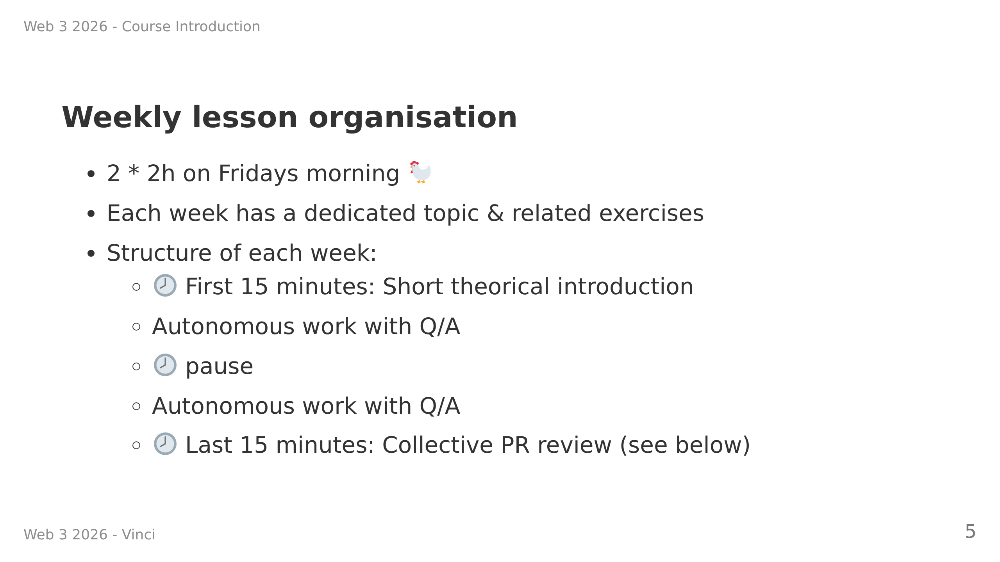 Web 3 2026 - Course Introduction
Weekly lesson organisation
• 2 * 2h on Fridays morning 🐔
• Each week has a dedicated topic & related exercises
• Structure of each week:
◦ 🕗 First 15 minutes: Short theorical introduction
◦ Autonomous work with Q/A
◦ 🕗 pause
◦ Autonomous work with Q/A
◦ 🕗 Last 15 minutes: Collective PR review (see below)
Web 3 2026 - Vinci
5